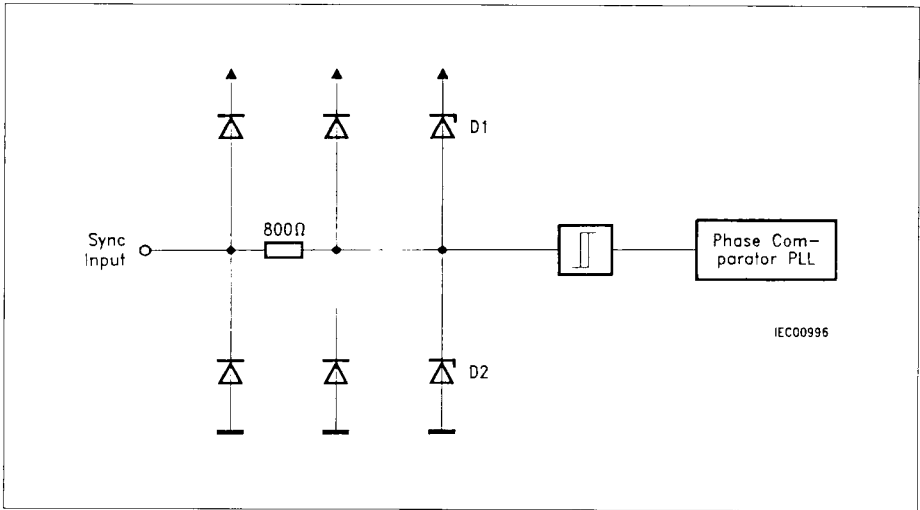 D1
800Ω
Sync
Input
Phase Com-
parator PLL
IEC00996
D2